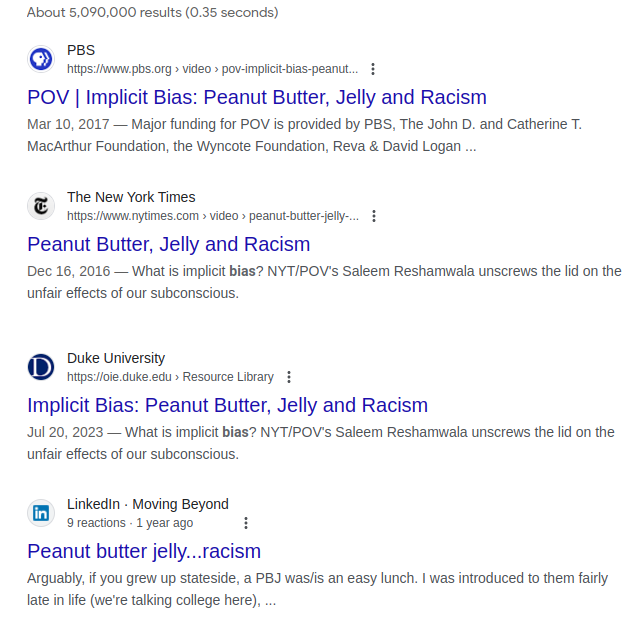 About 5,090,000 results (0.35 seconds)
PBS
https://www.pbs.org › video › pov-implicit-bias-peanut...
POV | Implicit Bias: Peanut Butter, Jelly and Racism
Mar 10, 2017 — Major funding for POV is provided by PBS, The John D. and Catherine T.
MacArthur Foundation, the Wyncote Foundation, Reva & David Logan ...
The New York Times
https://www.nytimes.com › video › peanut-butter-jelly-...
Peanut Butter, Jelly and Racism
Dec 16, 2016 — What is implicit bias? NYT/POV's Saleem Reshamwala unscrews the lid on the
unfair effects of our subconscious.
D
Duke University
https://oie.duke.edu › Resource Library
Implicit Bias: Peanut Butter, Jelly and Racism
Jul 20, 2023 — What is implicit bias? NYT/POV's Saleem Reshamwala unscrews the lid on the
unfair effects of our subconscious.
in
LinkedIn · Moving Beyond
9 reactions · 1 year ago
Peanut butter jelly...racism
Arguably, if you grew up stateside, a PBJ was/is an easy lunch. I was introduced to them fairly
late in life (we're talking college here), ...